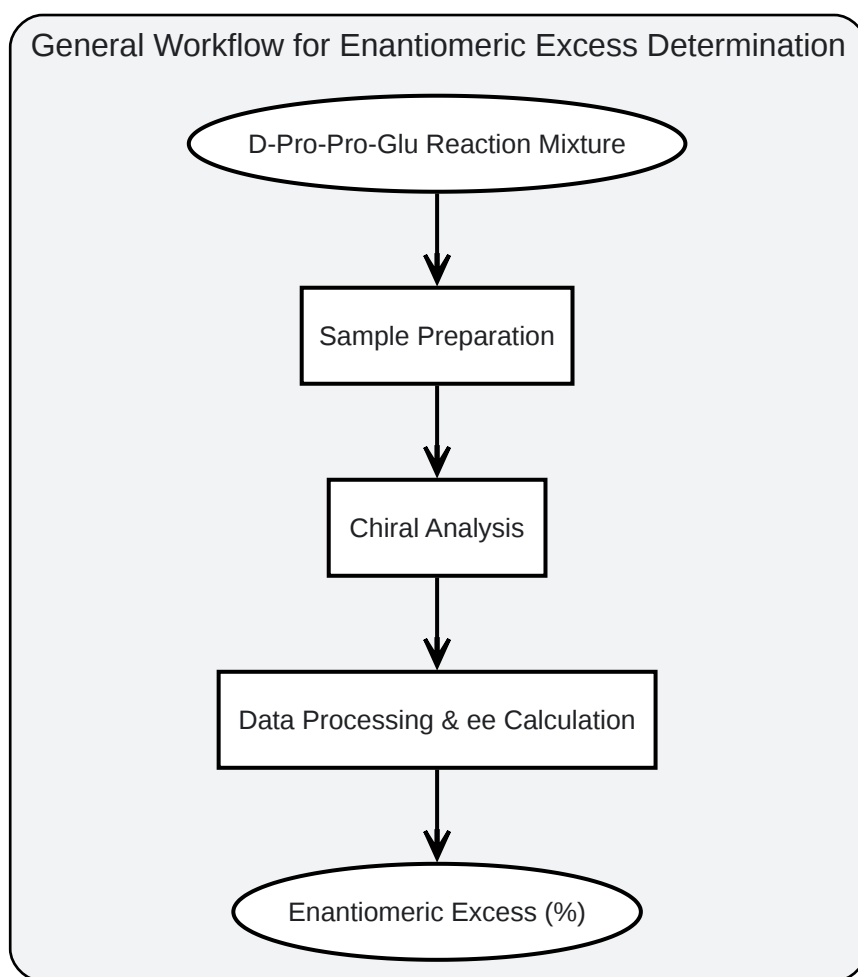 General Workflow for Enantiomeric Excess Determination
D-Pro-Pro-Glu Reaction Mixture
Sample Preparation
Chiral Analysis
Data Processing & ee Calculation
Enantiomeric Excess (%)